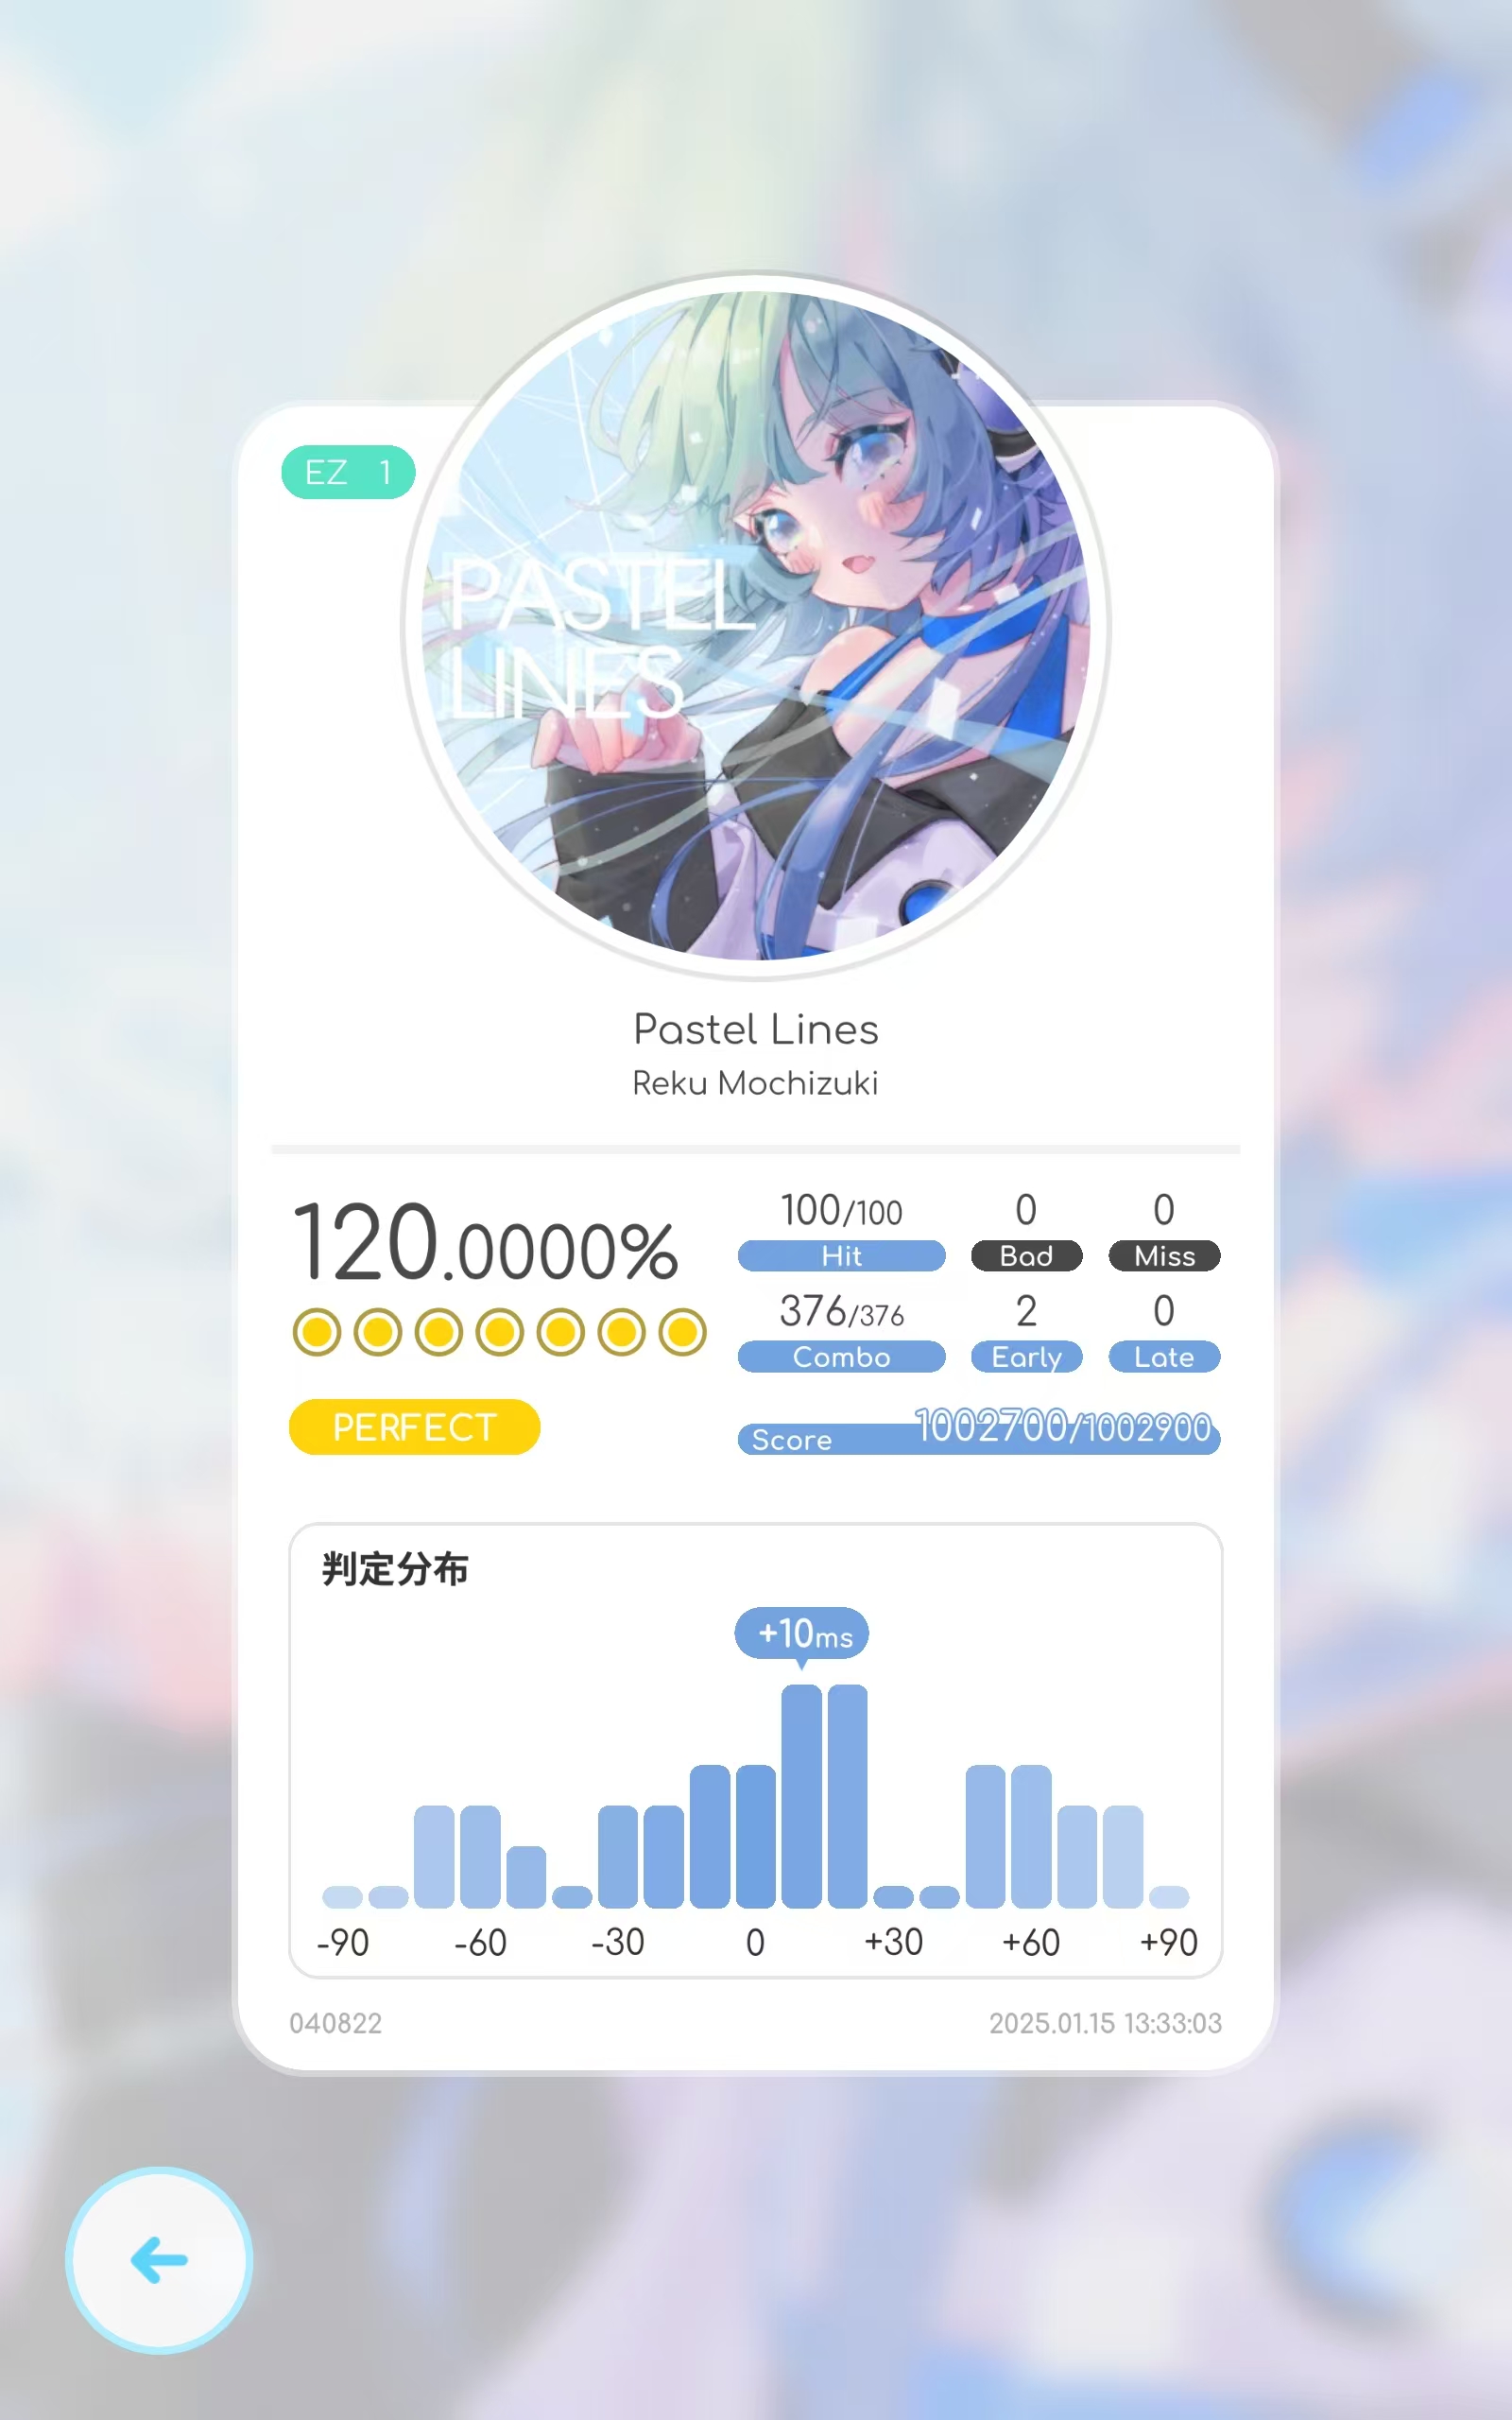 EZ 1
PASTEL
LINES
Pastel Lines
Reku Mochizuki
120.0000%
100/100
Hit
0
Bad
0
Miss
376/376
Combo
2
Early
0
Late
PERFECT
Score 1002700/1002900
判定分布
+10ms
-90 -60 -30 0 +30 +60 +90
040822 2025.01.15 13:33:03